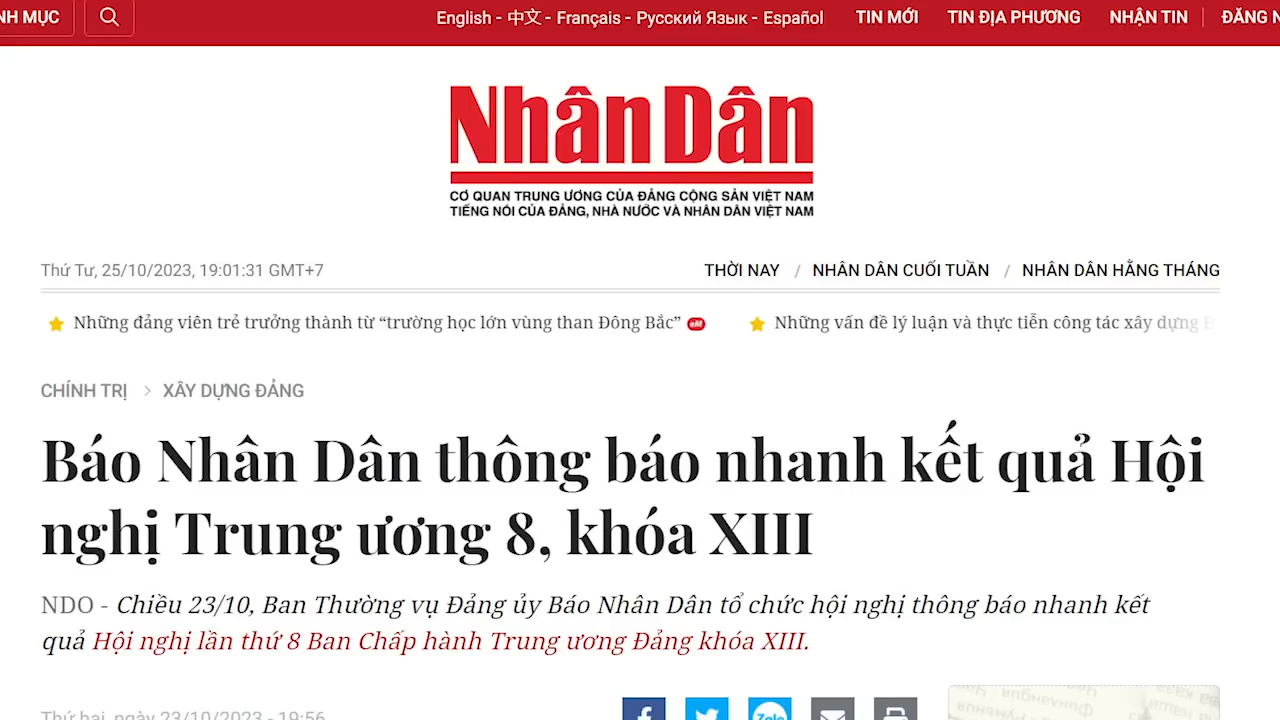 NH MỤC
English - 中文 - Français - Русский Язык - Español
TIN MỚI
TIN ĐỊA PHƯƠNG
NHẬN TIN
ĐĂNG N
Nhân Dân
CƠ QUAN TRUNG ƯƠNG CỦA ĐẢNG CỘNG SẢN VIỆT NAM
TIẾNG NÓI CỦA ĐẢNG, NHÀ NƯỚC VÀ NHÂN DÂN VIỆT NAM
Thứ Tư, 25/10/2023, 19:01:31 GMT+7
THỜI NAY / NHÂN DÂN CUỐI TUẦN / NHÂN DÂN HẰNG THÁNG
Những đảng viên trẻ trưởng thành từ “trường học lớn vùng than Đông Bắc” eM
Những vấn đề lý luận và thực tiễn công tác xây dựng
CHÍNH TRỊ > XÂY DỰNG ĐẢNG
Báo Nhân Dân thông báo nhanh kết quả Hội
nghị Trung ương 8, khóa XIII
NDO - Chiều 23/10, Ban Thường vụ Đảng ủy Báo Nhân Dân tổ chức hội nghị thông báo nhanh kết
quả Hội nghị lần thứ 8 Ban Chấp hành Trung ương Đảng khóa XIII.
Thứ hai, ngày 23/10/2023 - 19:56
Zalo